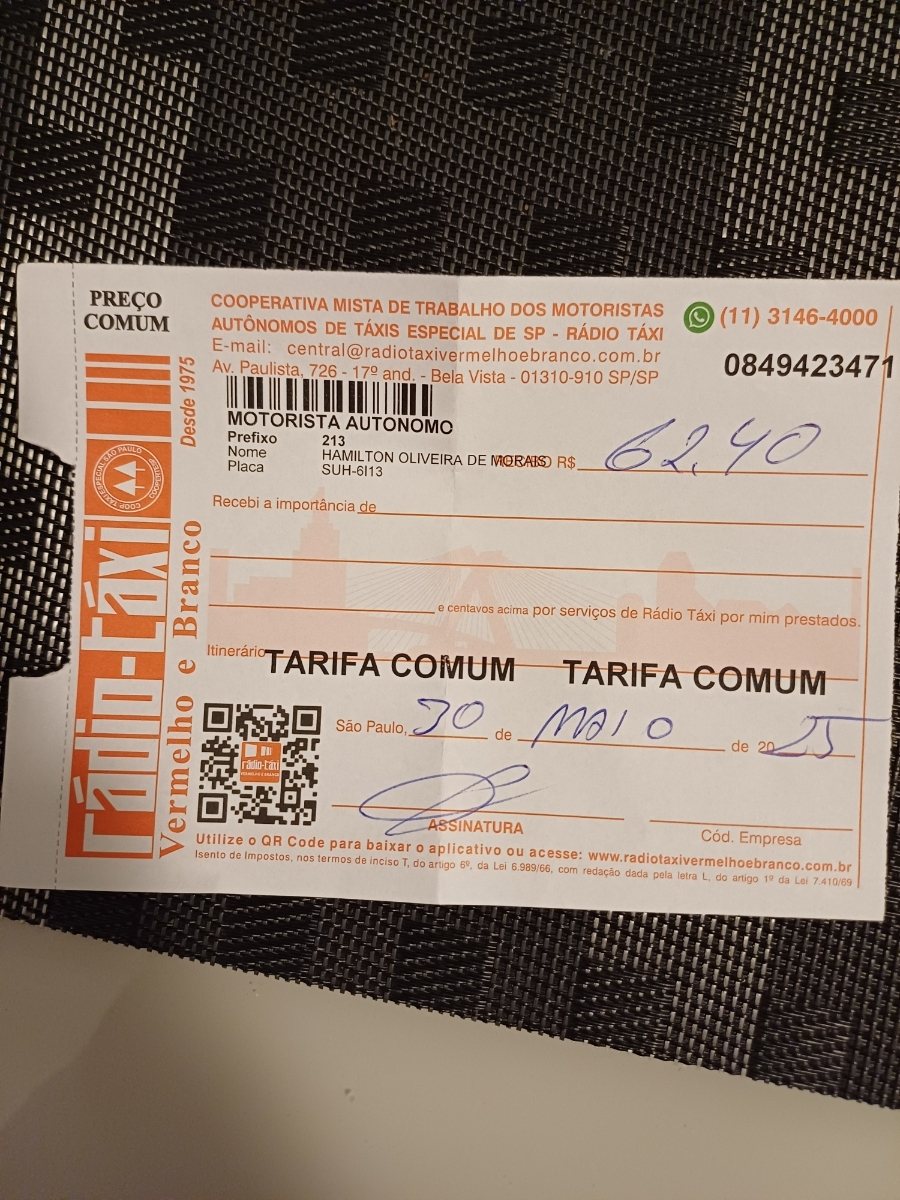 PREÇO
COMUM
COOPERATIVA MISTA DE TRABALHO DOS MOTORISTAS
AUTÔNOMOS DE TÁXIS ESPECIAL DE SP - RÁDIO TÁXI
E-mail: central@radiotaxivermelhoebranco.com.br
Av. Paulista, 726 - 17º and. - Bela Vista - 01310-910 SP/SP
(11) 3146-4000
0849423471
MOTORISTA AUTONOMO
Prefixo 213
Nome HAMILTON OLIVEIRA DE MORAIS
Placa SUH-6I13
R$ 62,40
Recebi a importância de
e centavos acima por serviços de Rádio Táxi por mim prestados.
Itinerário TARIFA COMUM TARIFA COMUM
São Paulo, 30 de MAIO de 2025
ASSINATURA
Cód. Empresa
Utilize o QR Code para baixar o aplicativo ou acesse: www.radiotaxivermelhoebranco.com.br
Isento de Impostos, nos termos de inciso T, do artigo 6º, da Lei 6.989/66, com redação dada pela letra L, do artigo 1º da Lei 7.410/69
rádio-táxi
Vermelho e Branco
Desde 1975
rádio-táxi
VERMELHO E BRANCO